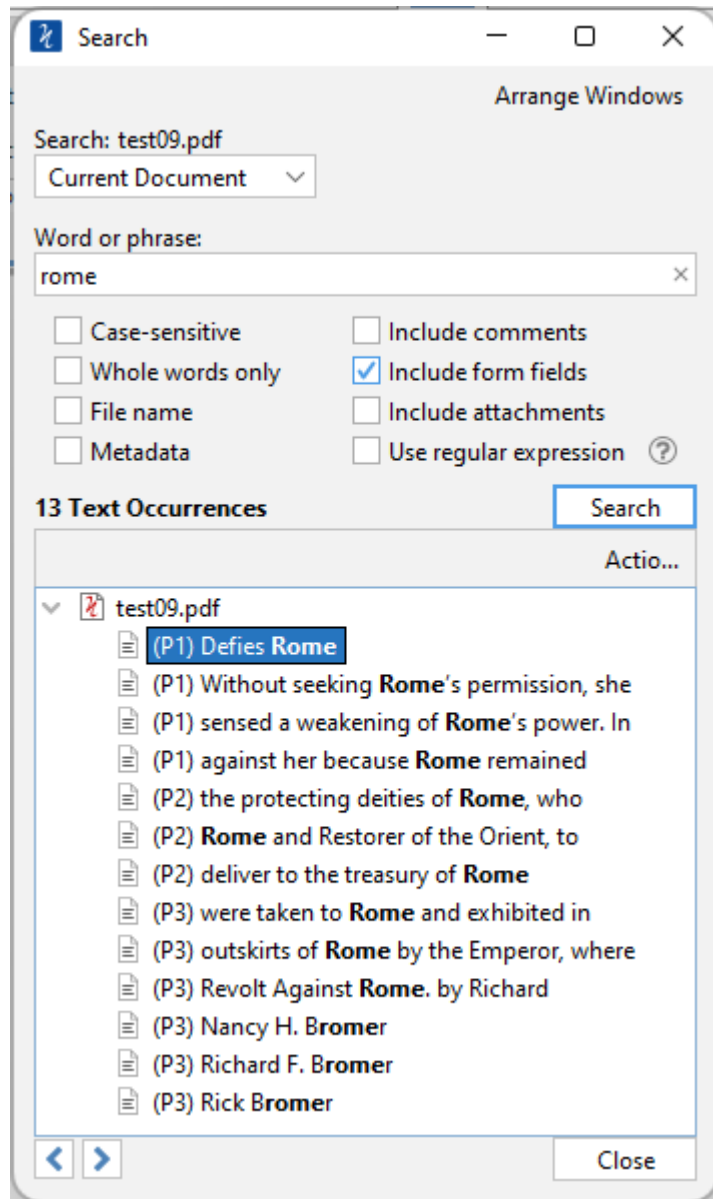 Search
Arrange Windows
Search: test09.pdf
Current Document
Word or phrase:
rome
Case-sensitive
Include comments
Whole words only
Include form fields
File name
Include attachments
Metadata
Use regular expression
13 Text Occurrences
Search
Actio...
test09.pdf
(P1) Defies Rome
(P1) Without seeking Rome's permission, she
(P1) sensed a weakening of Rome's power. In
(P1) against her because Rome remained
(P2) the protecting deities of Rome, who
(P2) Rome and Restorer of the Orient, to
(P2) deliver to the treasury of Rome
(P3) were taken to Rome and exhibited in
(P3) outskirts of Rome by the Emperor, where
(P3) Revolt Against Rome. by Richard
(P3) Nancy H. Bromer
(P3) Richard F. Bromer
(P3) Rick Bromer
Close